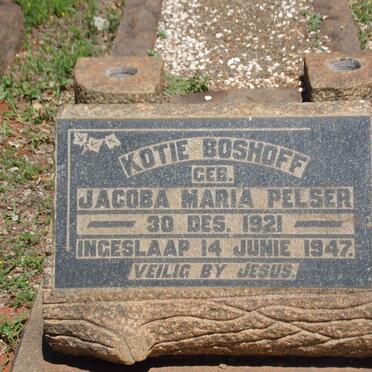 KOTIE BOSHOFF
GEB.
JACOBA MARIA PELSER
30 DES. 1921
INGESLAAP 14 JUNIE 1947.
VEILIG BY JESUS.